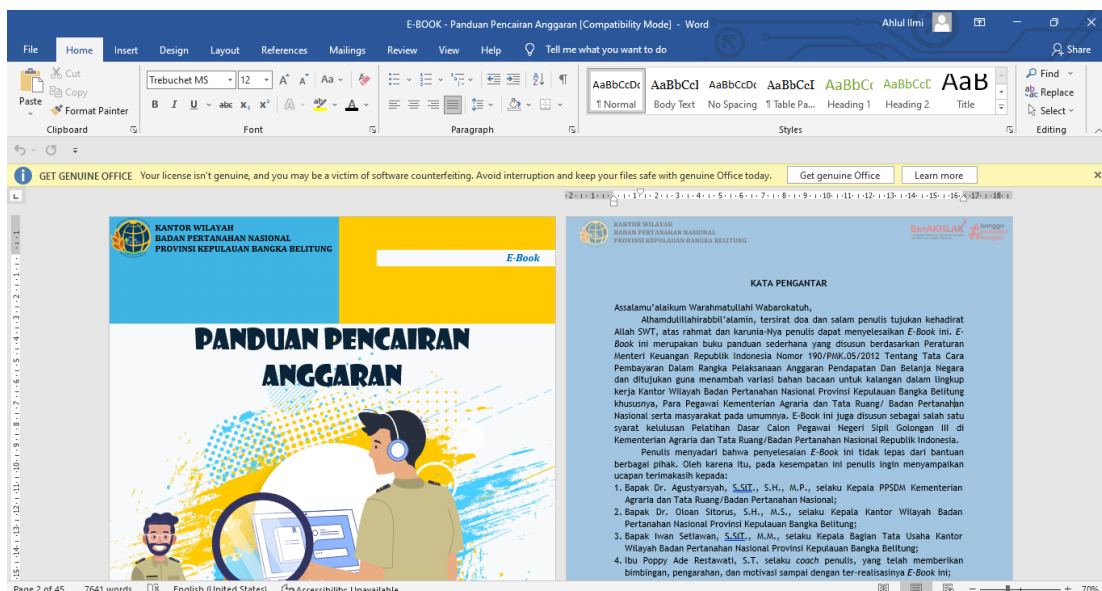 E-BOOK - Panduan Pencairan Anggaran [Compatibility Mode] - Word
Ahlul Ilmi
File Home Insert Design Layout References Mailings Review View Help Tell me what you want to do Share
Paste
Cut
Copy
Format Painter
Clipboard
Trebuchet MS 12
Font
Paragraph
AaBbCcDc AaBbCcI AaBbCcDc AaBbCcI AaBbCc AaBbCcD AaB
¶ Normal Body Text No Spacing ¶ Table Pa... Heading 1 Heading 2 Title
Styles
Find
Replace
Select
Editing
GET GENUINE OFFICE Your license isn't genuine, and you may be a victim of software counterfeiting. Avoid interruption and keep your files safe with genuine Office today. Get genuine Office Learn more
KANTOR WILAYAH
BADAN PERTANAHAN NASIONAL
PROVINSI KEPULAUAN BANGKA BELITUNG
E-Book
PANDUAN PENCAIRAN
ANGGARAN
KANTOR WILAYAH
BADAN PERTANAHAN NASIONAL
PROVINSI KEPULAUAN BANGKA BELITUNG
BerAKHLAK
bangga
KATA PENGANTAR
Assalamu'alaikum Warahmatullahi Wabarokatuh,
Alhamdulillahirabbil'alamin, tersirat doa dan salam penulis tujukan kehadirat
Allah SWT, atas rahmat dan karunia-Nya penulis dapat menyelesaikan E-Book ini. E-
Book ini merupakan buku panduan sederhana yang disusun berdasarkan Peraturan
Menteri Keuangan Republik Indonesia Nomor 190/PMK.05/2012 Tentang Tata Cara
Pembayaran Dalam Rangka Pelaksanaan Anggaran Pendapatan Dan Belanja Negara
dan ditujukan guna menambah variasi bahan bacaan untuk kalangan dalam lingkup
kerja Kantor Wilayah Badan Pertanahan Nasional Provinsi Kepulauan Bangka Belitung
khususnya, Para Pegawai Kementerian Agraria dan Tata Ruang/ Badan Pertanahan
Nasional serta masyarakat pada umumnya. E-Book ini juga disusun sebagai salah satu
syarat kelulusan Pelatihan Dasar Calon Pegawai Negeri Sipil Golongan III di
Kementerian Agraria dan Tata Ruang/Badan Pertanahan Nasional Republik Indonesia.
Penulis menyadari bahwa penyelesaian E-Book ini tidak lepas dari bantuan
berbagai pihak. Oleh karena itu, pada kesempatan ini penulis ingin menyampaikan
ucapan terimakasih kepada:
1. Bapak Dr. Agustyarsyah, S.SiT., S.H., M.P., selaku Kepala PPSDM Kementerian
Agraria dan Tata Ruang/Badan Pertanahan Nasional;
2. Bapak Dr. Oloan Sitorus, S.H., M.S., selaku Kepala Kantor Wilayah Badan
Pertanahan Nasional Provinsi Kepulauan Bangka Belitung;
3. Bapak Iwan Setiawan, S.SIT., M.M., selaku Kepala Bagian Tata Usaha Kantor
Wilayah Badan Pertanahan Nasional Provinsi Kepulauan Bangka Belitung;
4. Ibu Poppy Ade Restawati, S.T. selaku coach penulis, yang telah memberikan
bimbingan, pengarahan, dan motivasi sampai dengan ter-realisasinya E-Book ini;
Page 2 of 45 7641 words English (United States) Accessibility: Unavailable 70%